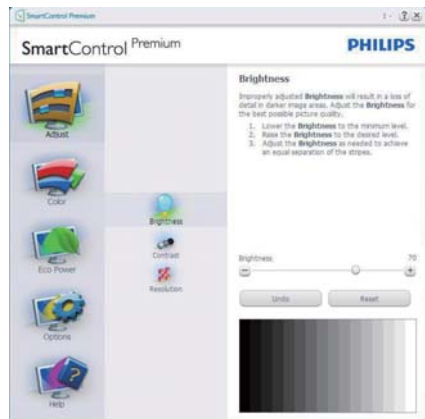 SmartControl Premium
SmartControl Premium
PHILIPS
Adjust
Color
Eco Power
Options
Help
Brightness
Contrast
Resolution
Brightness
Improperly adjusted Brightness will result in a loss of
detail in darker image areas. Adjust the Brightness for
the best possible picture quality.
1. Lower the Brightness to the minimum level.
2. Raise the Brightness to the desired level.
3. Adjust the Brightness as needed to achieve
an equal separation of the stripes.
Brightness 70
Undo Reset